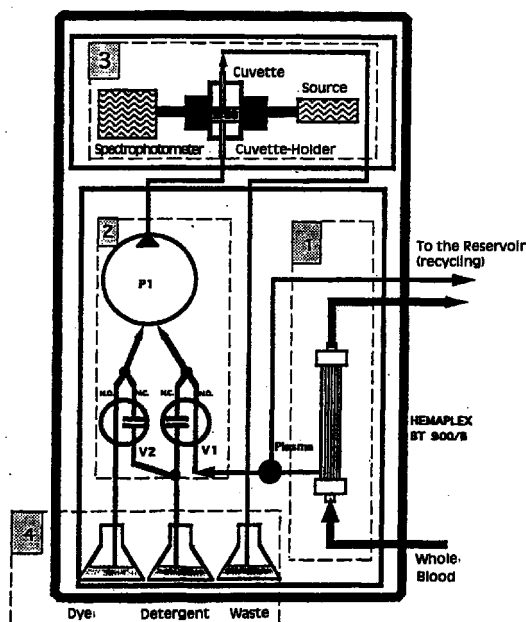 3
Cuvette
Source
Spectrophotometer
Cuvette-Holder
2
1
To the Reservoir
(recycling)
P1
N.O.
N.C.
N.C.
N.O.
HEMAPLEX
BT 900/B
V2
V1
Plasma
4
Whole
Blood
Dye
Detergent
Waste